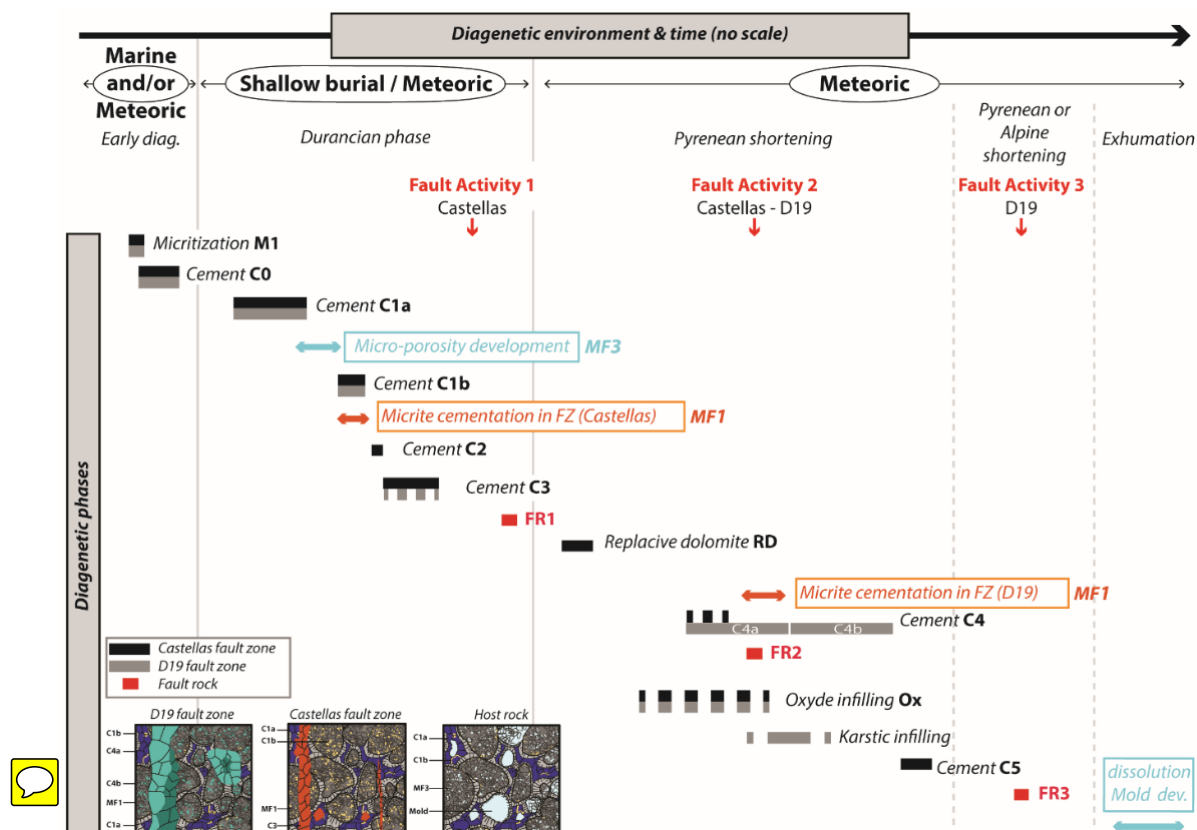 Diagenetic environment & time (no scale)
Marine
and/or
Meteoric
Shallow burial / Meteoric
Meteoric
Early diag.
Durancian phase
Pyrenean shortening
Pyrenean or
Alpine
shortening
Exhumation
Fault Activity 1
Castellas
Fault Activity 2
Castellas - D19
Fault Activity 3
D19
Diagenetic phases
Micritization M1
Cement C0
Cement C1a
Micro-porosity development MF3
Cement C1b
Micrite cementation in FZ (Castellas) MF1
Cement C2
Cement C3
FR1
Replacive dolomite RD
Micrite cementation in FZ (D19) MF1
Cement C4
C4a C4b
FR2
Oxyde infilling Ox
Karstic infilling
Cement C5
FR3
dissolution
Mold dev.
Castellas fault zone
D19 fault zone
Fault rock
D19 fault zone
C1b
C4a
C4b
MF1
C1a
Castellas fault zone
C1a
C1b
MF1
C3
Host rock
C1a
C1b
MF3
Mold